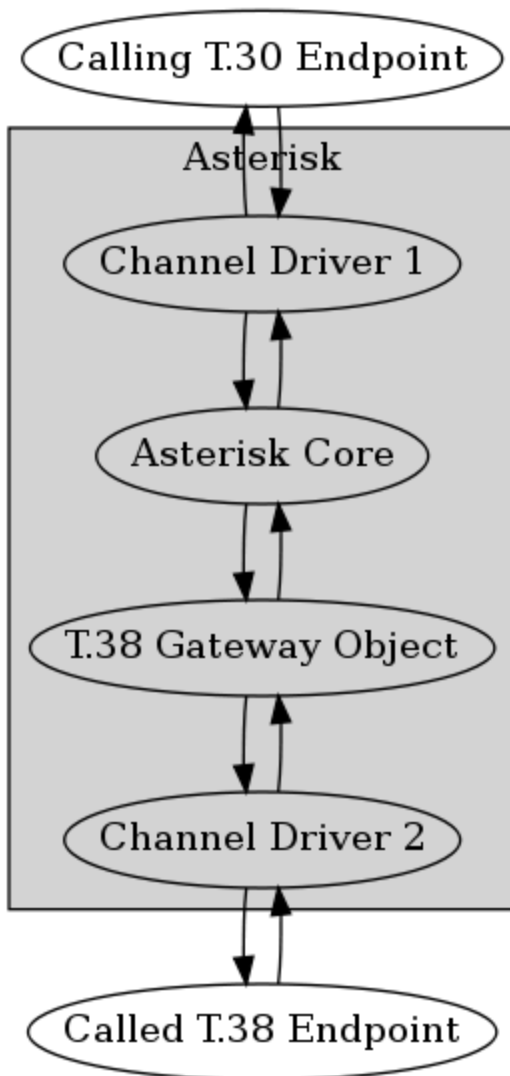 Calling T.30 Endpoint
Asterisk
Channel Driver 1
Asterisk Core
T.38 Gateway Object
Channel Driver 2
Called T.38 Endpoint